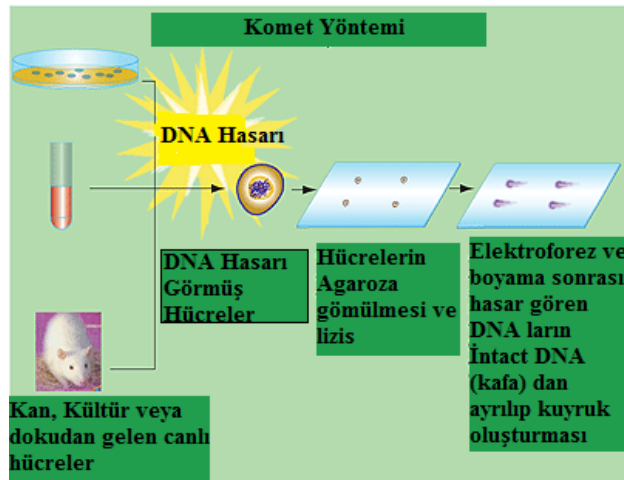 Komet Yöntemi
DNA Hasarı
DNA Hasarı
Görmüş
Hücreler
Hücrelerin
Agaroza
gömülmesi ve
lizis
Elektroforez ve
boyama sonrası
hasar gören
DNA ların
İntact DNA
(kafa) dan
ayrılıp kuyruk
oluşturması
Kan, Kültür veya
dokudan gelen canlı
hücreler